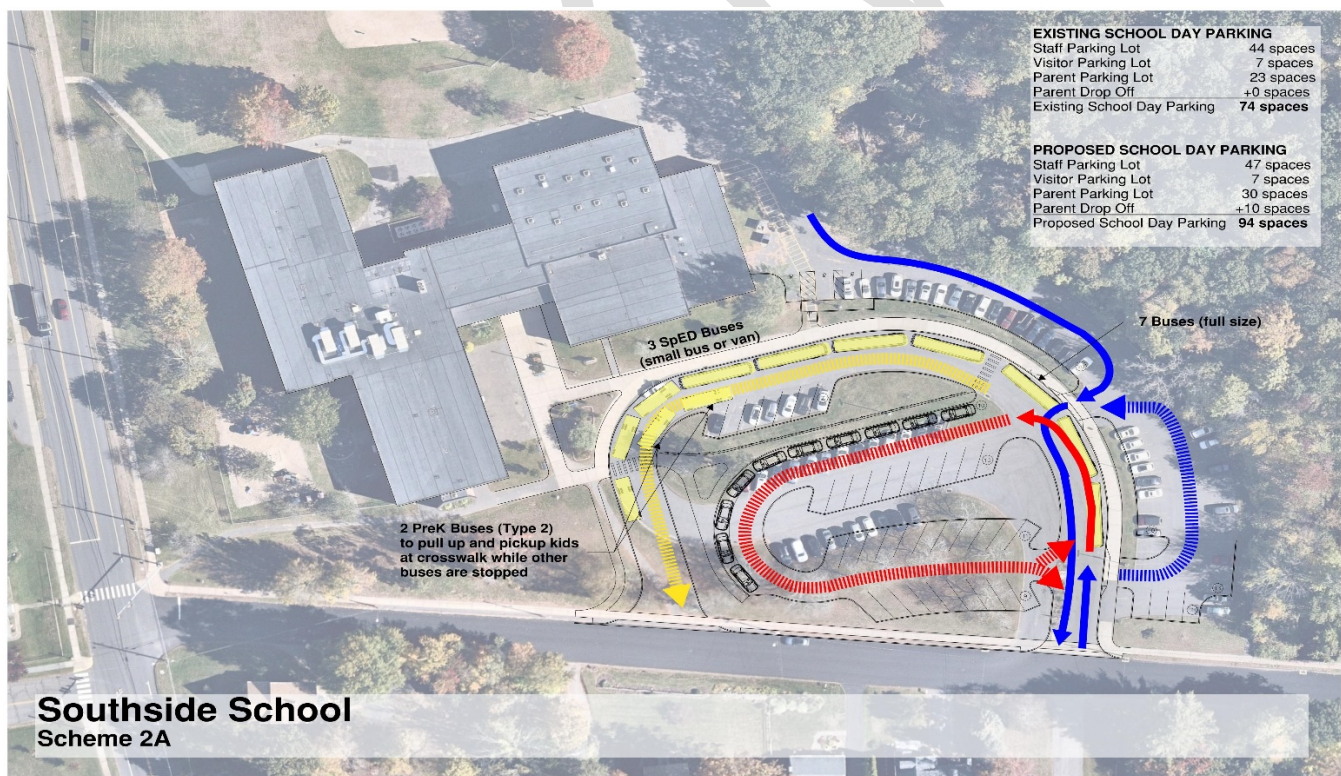 EXISTING SCHOOL DAY PARKING
Staff Parking Lot 44 spaces
Visitor Parking Lot 7 spaces
Parent Parking Lot 23 spaces
Parent Drop Off +0 spaces
Existing School Day Parking 74 spaces
PROPOSED SCHOOL DAY PARKING
Staff Parking Lot 47 spaces
Visitor Parking Lot 7 spaces
Parent Parking Lot 30 spaces
Parent Drop Off +10 spaces
Proposed School Day Parking 94 spaces
7 Buses (full size)
3 SpED Buses
(small bus or van)
2 PreK Buses (Type 2)
to pull up and pickup kids
at crosswalk while other
buses are stopped
Southside School
Scheme 2A